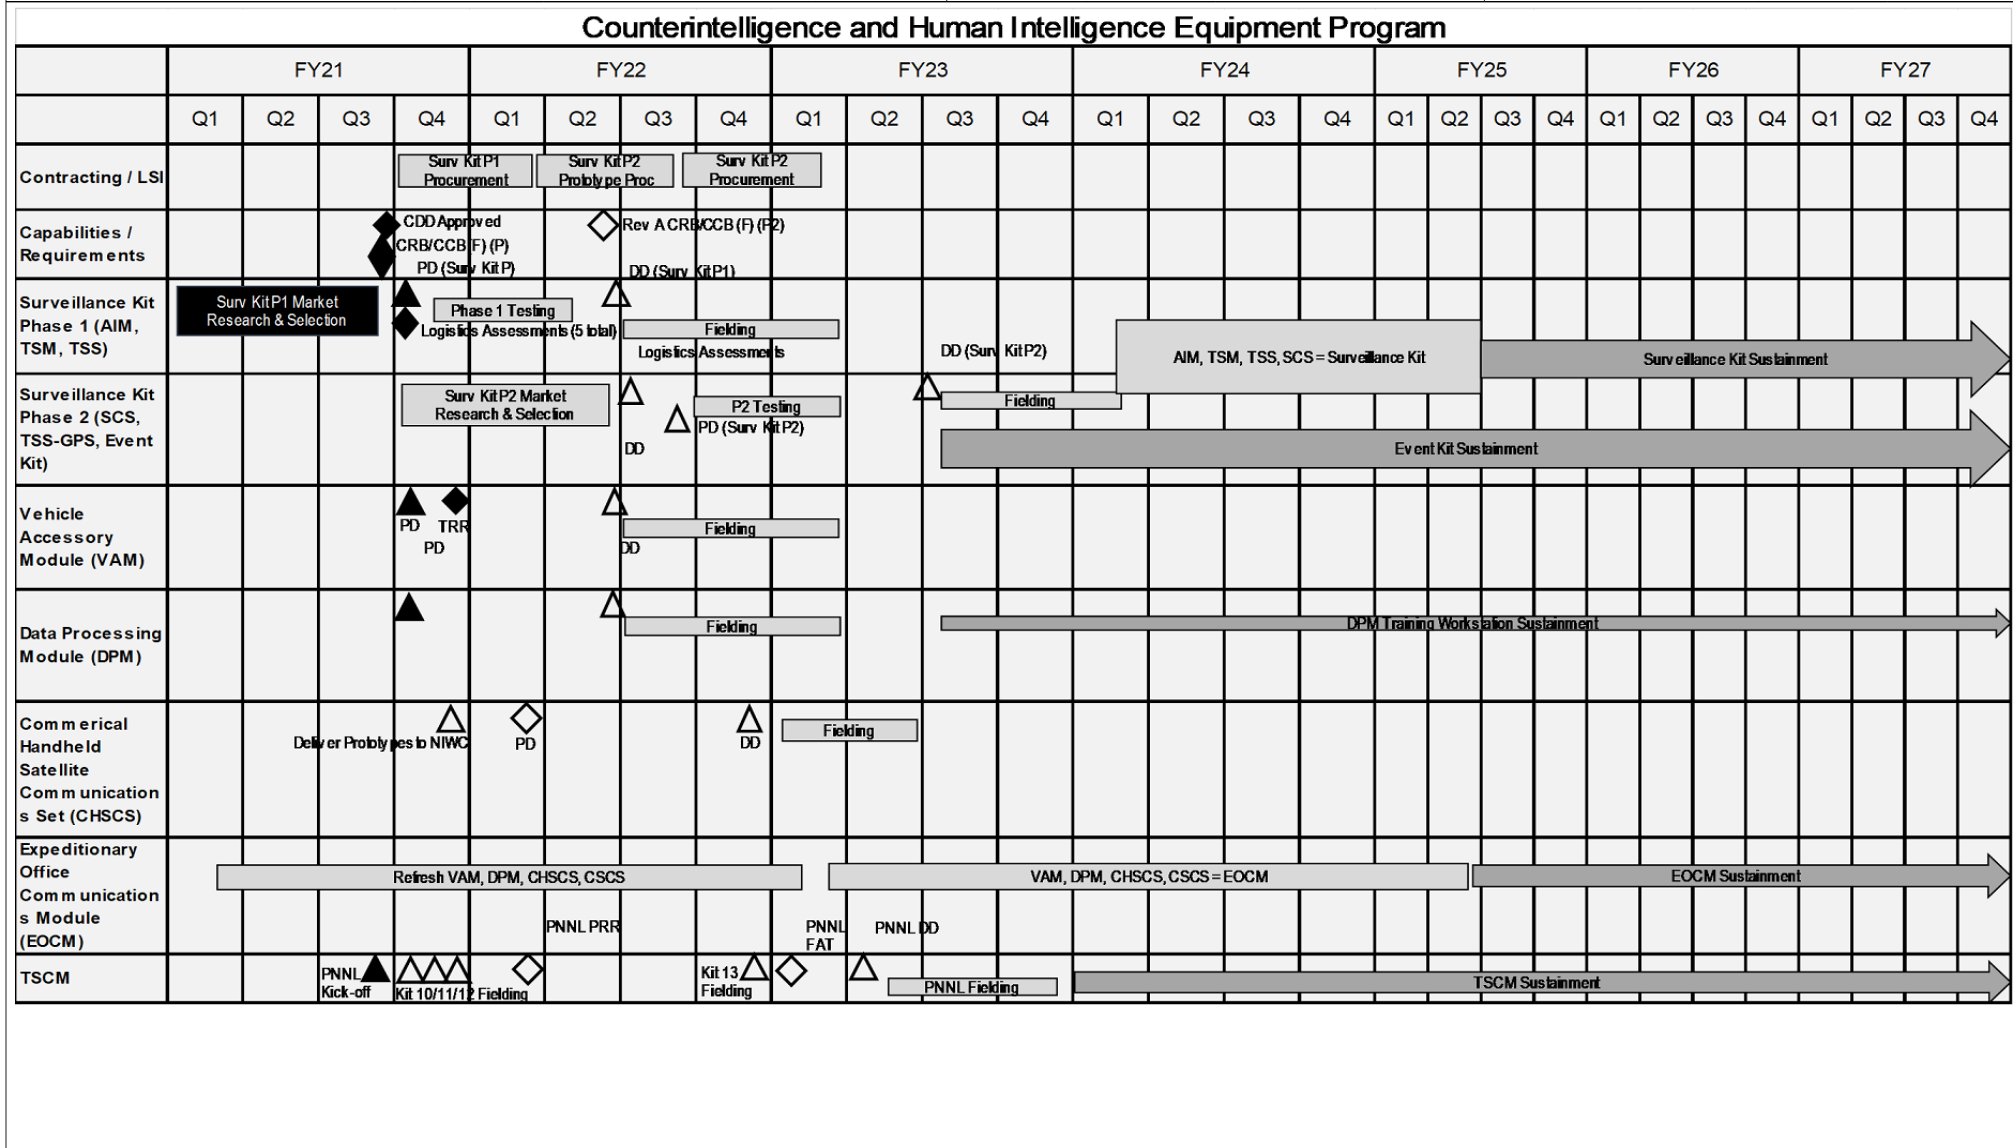 Counterintelligence and Human Intelligence Equipment Program
FY21 FY22 FY23 FY24 FY25 FY26 FY27
Q1 Q2 Q3 Q4 Q1 Q2 Q3 Q4 Q1 Q2 Q3 Q4 Q1 Q2 Q3 Q4 Q1 Q2 Q3 Q4 Q1 Q2 Q3 Q4 Q1 Q2 Q3 Q4
Contracting / LSI
Surv Kit P1
Procurement
Surv Kit P2
Prototype Proc
Surv Kit P2
Procurement
Capabilities /
Requirements
CDD Approved
CRB/CCB(F) (P)
PD (Surv Kit P)
Rev A CRB/CCB (F) (P2)
DD (Surv Kit P1)
Surveillance Kit
Phase 1 (AIM,
TSM, TSS)
Surv Kit P1 Market
Research & Selection
Phase 1 Testing
Logistics Assessments (5 total)
Fielding
Logistics Assessments
DD (Surv Kit P2)
AIM, TSM, TSS, SCS = Surveillance Kit
Surveillance Kit Sustainment
Surveillance Kit
Phase 2 (SCS,
TSS-GPS, Event
Kit)
Surv Kit P2 Market
Research & Selection
DD
P2 Testing
PD (Surv Kit P2)
Fielding
Event Kit Sustainment
Vehicle
Accessory
Module (VAM)
PD
TRR
PD
DD
Fielding
Data Processing
Module (DPM)
Fielding
DPM Training Workstation Sustainment
Commerical
Handheld
Satellite
Communication
s Set (CHSCS)
Deliver Prototypes to NIWC
PD
DD
Fielding
Expeditionary
Office
Communication
s Module
(EOCM)
Refresh VAM, DPM, CHSCS, CSCS
VAM, DPM, CHSCS, CSCS = EOCM
EOCM Sustainment
PNNL PRR
PNNL
FAT
PNNL DD
TSCM
PNNL
Kick-off
Kit 10/11/12 Fielding
Kit 13
Fielding
PNNL Fielding
TSCM Sustainment